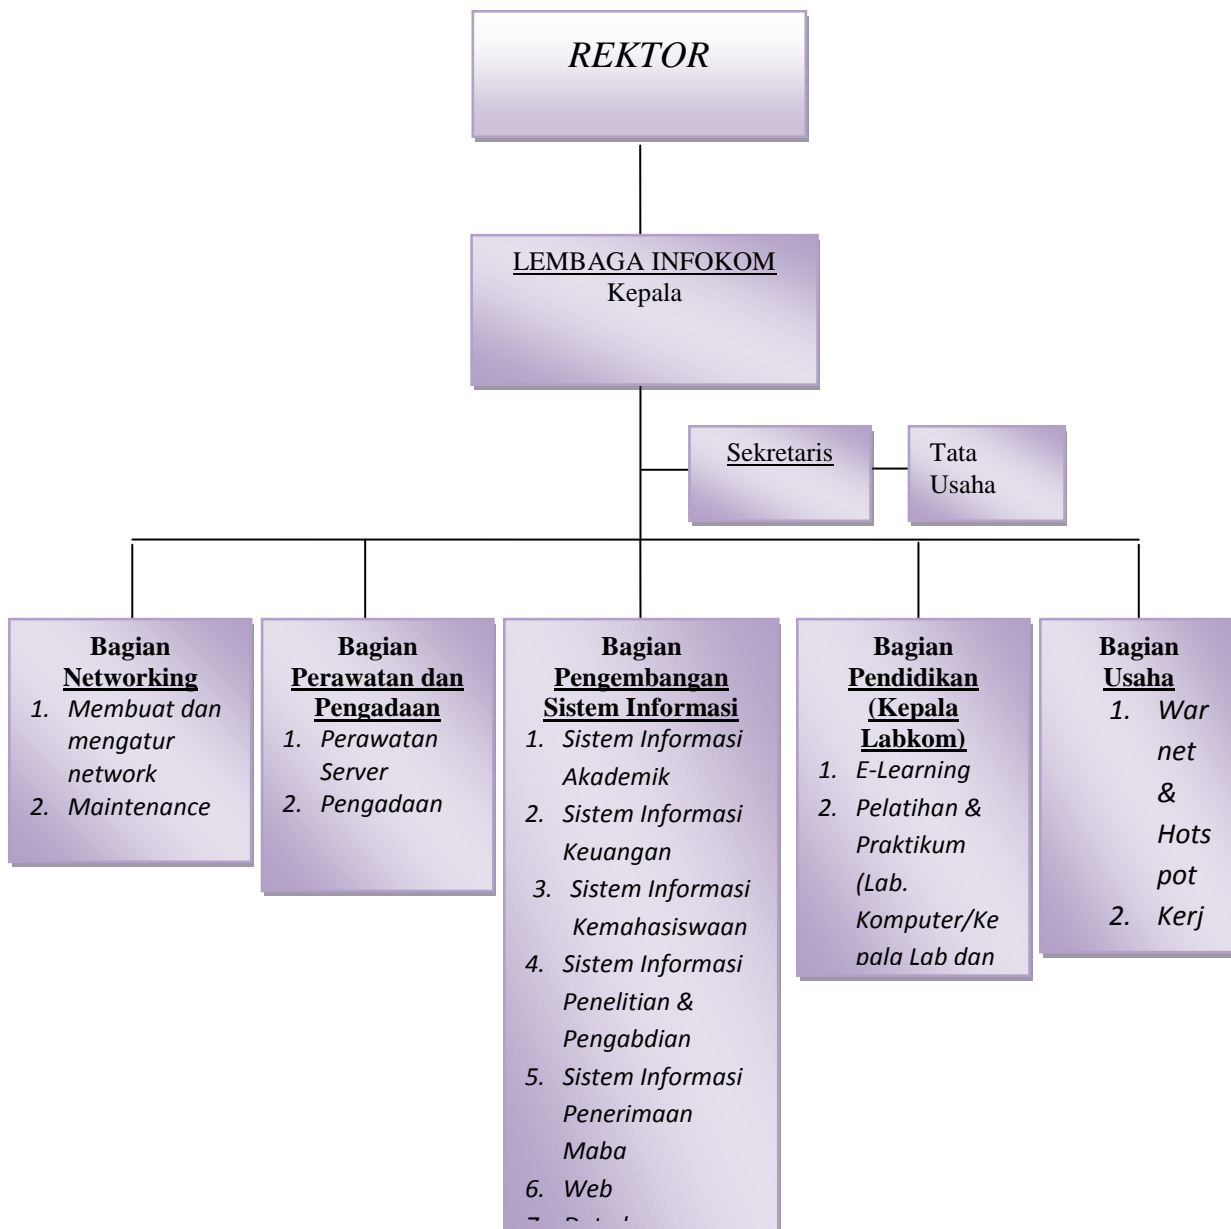 REKTOR
LEMBAGA INFOKOM
Kepala
Sekretaris
Tata
Usaha
Bagian
Networking
1. Membuat dan
mengatur
network
2. Maintenance
Bagian
Perawatan dan
Pengadaan
1. Perawatan
Server
2. Pengadaan
Bagian
Pengembangan
Sistem Informasi
1. Sistem Informasi
Akademik
2. Sistem Informasi
Keuangan
3. Sistem Informasi
Kemahasiswaan
4. Sistem Informasi
Penelitian &
Pengabdian
5. Sistem Informasi
Penerimaan
Maba
6. Web
Bagian
Pendidikan
(Kepala
Labkom)
1. E-Learning
2. Pelatihan &
Praktikum
(Lab.
Komputer/Ke
pala Lab dan
Bagian
Usaha
1. War
net
&
Hots
pot
2. Kerj